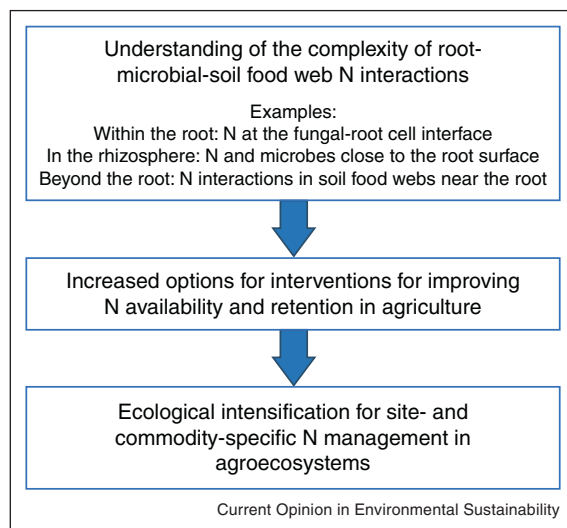 Understanding of the complexity of root-
microbial-soil food web N interactions
Examples:
Within the root: N at the fungal-root cell interface
In the rhizosphere: N and microbes close to the root surface
Beyond the root: N interactions in soil food webs near the root
Increased options for interventions for improving
N availability and retention in agriculture
Ecological intensification for site- and
commodity-specific N management in
agroecosystems
Current Opinion in Environmental Sustainability